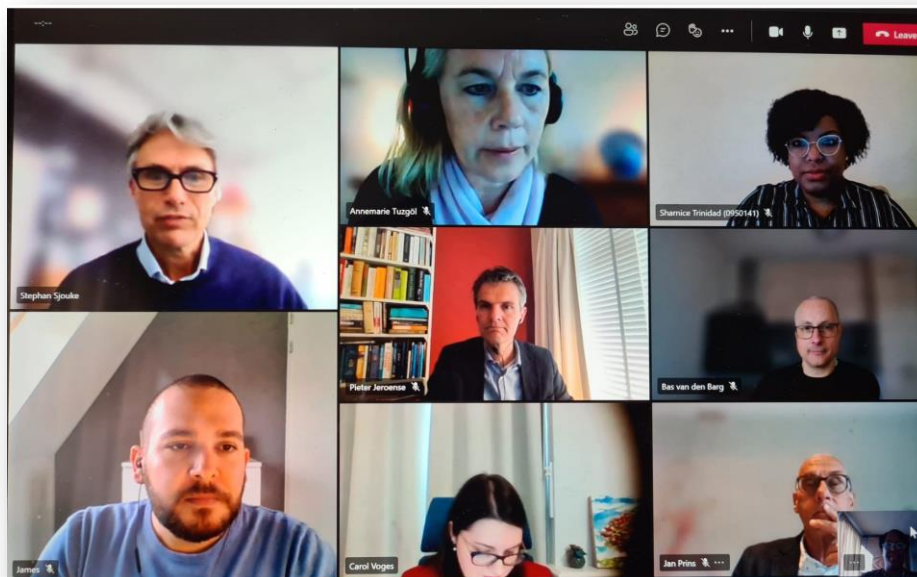 --:--
Leave
Stephan Sjouke
Annemarie Tuzgöl
Sharnice Trinidad (0950141)
Pieter Jeroense
Bas van den Barg
James
Carol Voges
Jan Prins